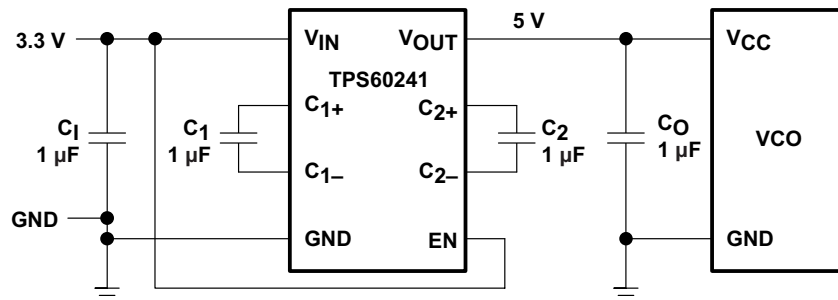 3.3 V
VIN
VOUT
5 V
VCC
TPS60241
C1+
C2+
CI
1 µF
C1
1 µF
C2
1 µF
CO
1 µF
VCO
C1–
C2–
GND
GND
EN
GND